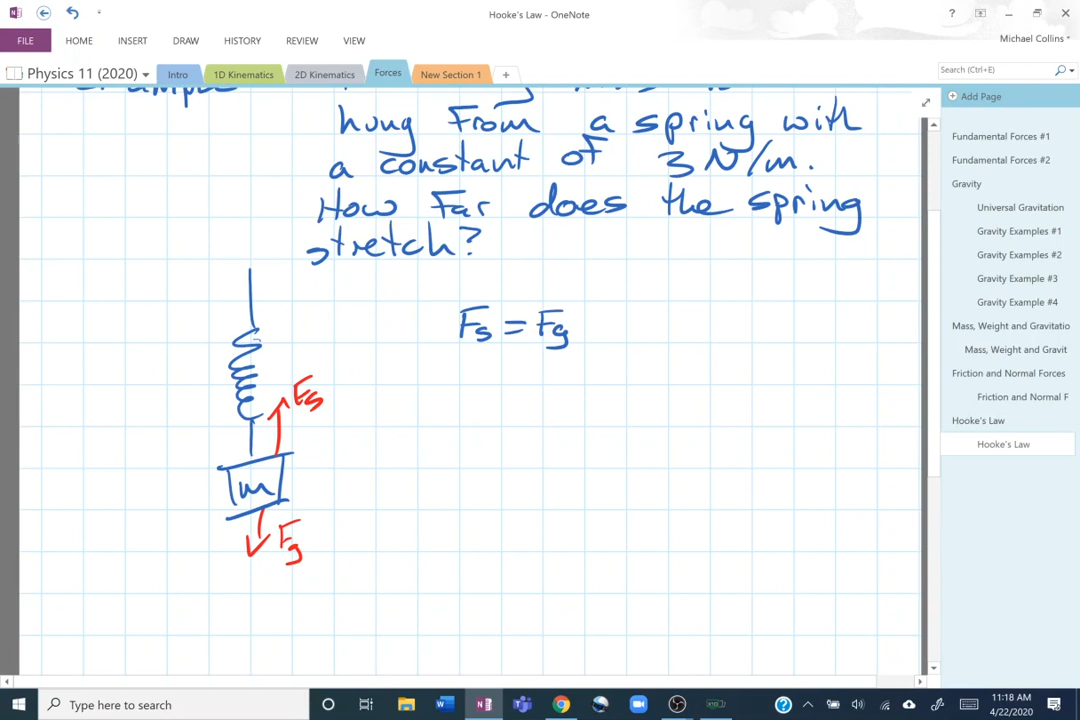 Hooke's Law - OneNote
?
Michael Collins
FILE HOME INSERT DRAW HISTORY REVIEW VIEW
Physics 11 (2020) Intro 1D Kinematics 2D Kinematics Forces New Section 1 +
Search (Ctrl+E)
Add Page
Fundamental Forces #1
Fundamental Forces #2
Gravity
Universal Gravitation
Gravity Examples #1
Gravity Examples #2
Gravity Example #3
Gravity Example #4
Mass, Weight and Gravitatio
Mass, Weight and Gravit
Friction and Normal Forces
Friction and Normal F
Hooke's Law
Hooke's Law
hung From a spring with
a constant of 3 N/m.
How Far does the spring
stretch?
Fs = Fg
Fs
m
Fg
Type here to search
11:18 AM
4/22/2020